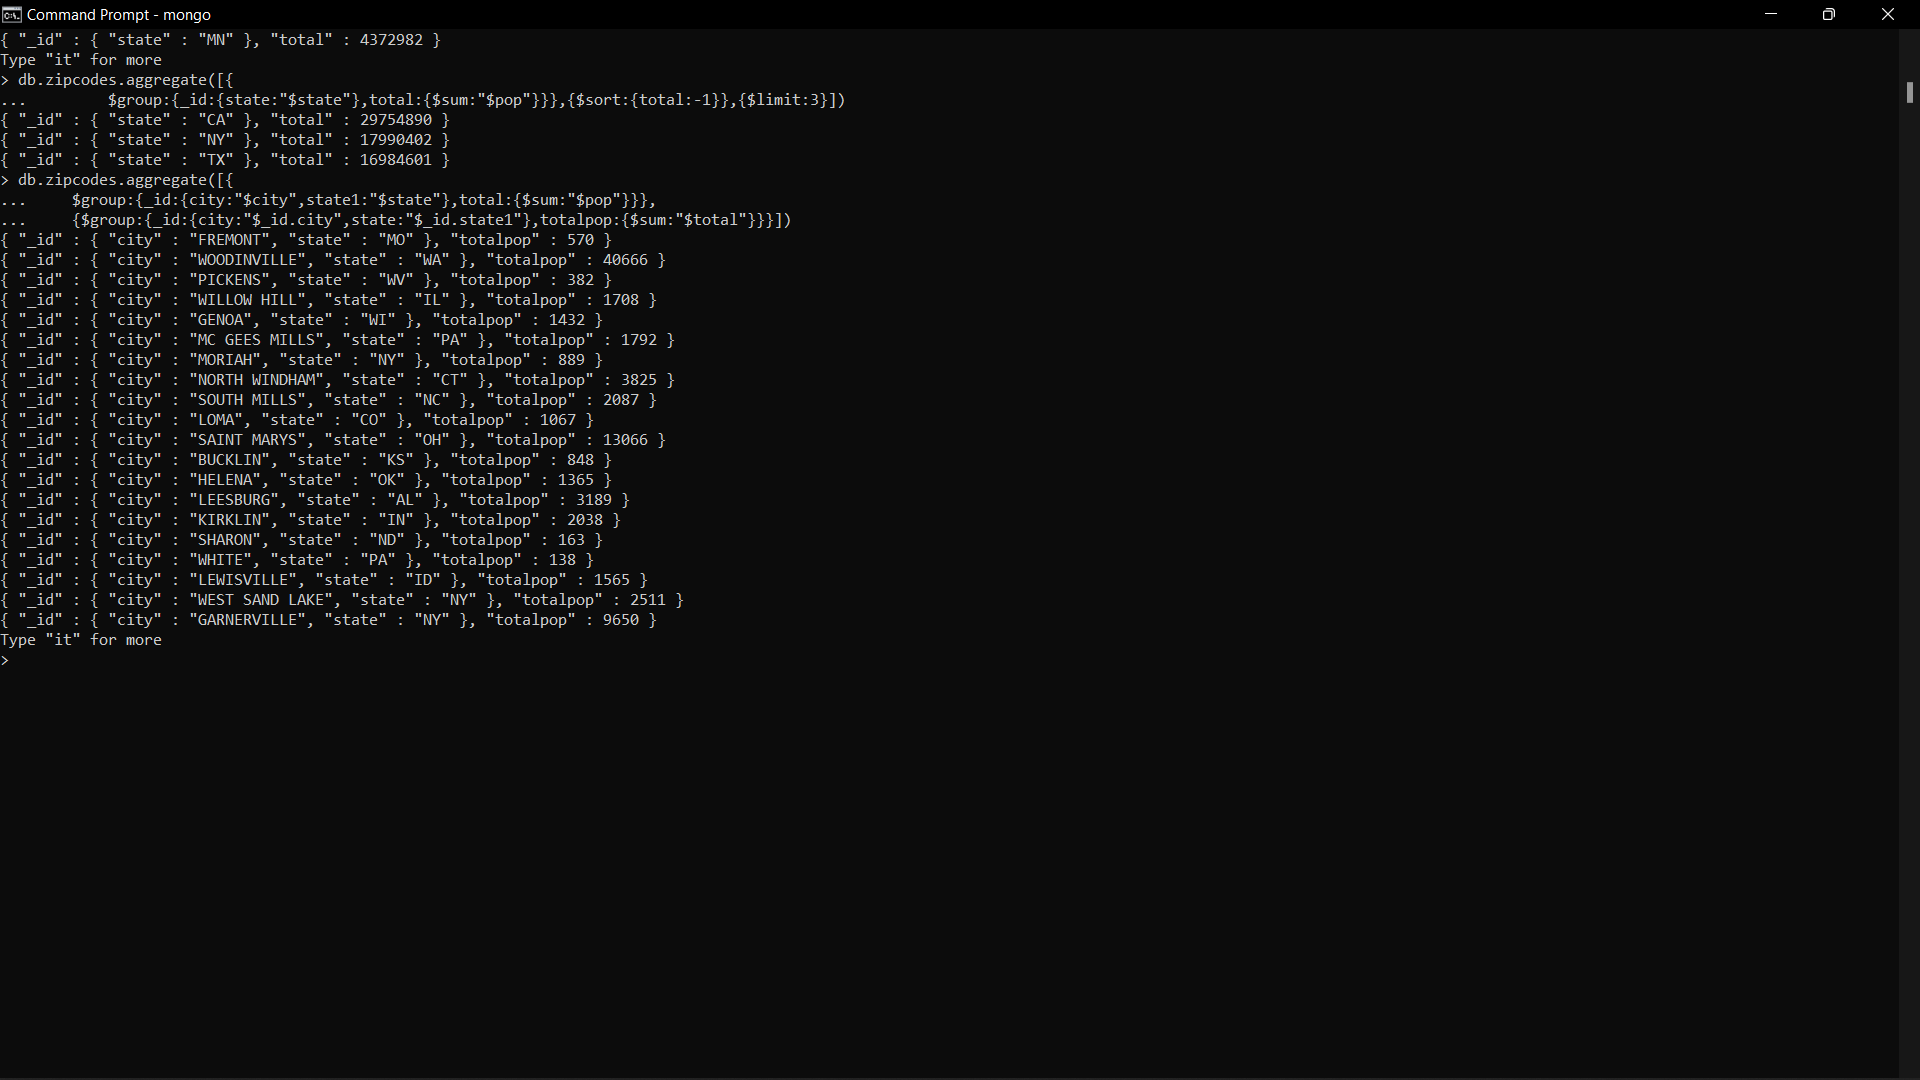 Command Prompt - mongo
{ "_id" : { "state" : "MN" }, "total" : 4372982 }
Type "it" for more
> db.zipcodes.aggregate([{
...         $group:{_id:{state:"$state"},total:{$sum:"$pop"}}},{$sort:{total:-1}},{$limit:3}])
{ "_id" : { "state" : "CA" }, "total" : 29754890 }
{ "_id" : { "state" : "NY" }, "total" : 17990402 }
{ "_id" : { "state" : "TX" }, "total" : 16984601 }
> db.zipcodes.aggregate([{
...     $group:{_id:{city:"$city",state1:"$state"},total:{$sum:"$pop"}}},
...     {$group:{_id:{city:"$_id.city",state:"$_id.state1"},totalpop:{$sum:"$total"}}}])
{ "_id" : { "city" : "FREMONT", "state" : "MO" }, "totalpop" : 570 }
{ "_id" : { "city" : "WOODINVILLE", "state" : "WA" }, "totalpop" : 40666 }
{ "_id" : { "city" : "PICKENS", "state" : "WV" }, "totalpop" : 382 }
{ "_id" : { "city" : "WILLOW HILL", "state" : "IL" }, "totalpop" : 1708 }
{ "_id" : { "city" : "GENOA", "state" : "WI" }, "totalpop" : 1432 }
{ "_id" : { "city" : "MC GEES MILLS", "state" : "PA" }, "totalpop" : 1792 }
{ "_id" : { "city" : "MORIAH", "state" : "NY" }, "totalpop" : 889 }
{ "_id" : { "city" : "NORTH WINDHAM", "state" : "CT" }, "totalpop" : 3825 }
{ "_id" : { "city" : "SOUTH MILLS", "state" : "NC" }, "totalpop" : 2087 }
{ "_id" : { "city" : "LOMA", "state" : "CO" }, "totalpop" : 1067 }
{ "_id" : { "city" : "SAINT MARYS", "state" : "OH" }, "totalpop" : 13066 }
{ "_id" : { "city" : "BUCKLIN", "state" : "KS" }, "totalpop" : 848 }
{ "_id" : { "city" : "HELENA", "state" : "OK" }, "totalpop" : 1365 }
{ "_id" : { "city" : "LEESBURG", "state" : "AL" }, "totalpop" : 3189 }
{ "_id" : { "city" : "KIRKLIN", "state" : "IN" }, "totalpop" : 2038 }
{ "_id" : { "city" : "SHARON", "state" : "ND" }, "totalpop" : 163 }
{ "_id" : { "city" : "WHITE", "state" : "PA" }, "totalpop" : 138 }
{ "_id" : { "city" : "LEWISVILLE", "state" : "ID" }, "totalpop" : 1565 }
{ "_id" : { "city" : "WEST SAND LAKE", "state" : "NY" }, "totalpop" : 2511 }
{ "_id" : { "city" : "GARNERVILLE", "state" : "NY" }, "totalpop" : 9650 }
Type "it" for more
>